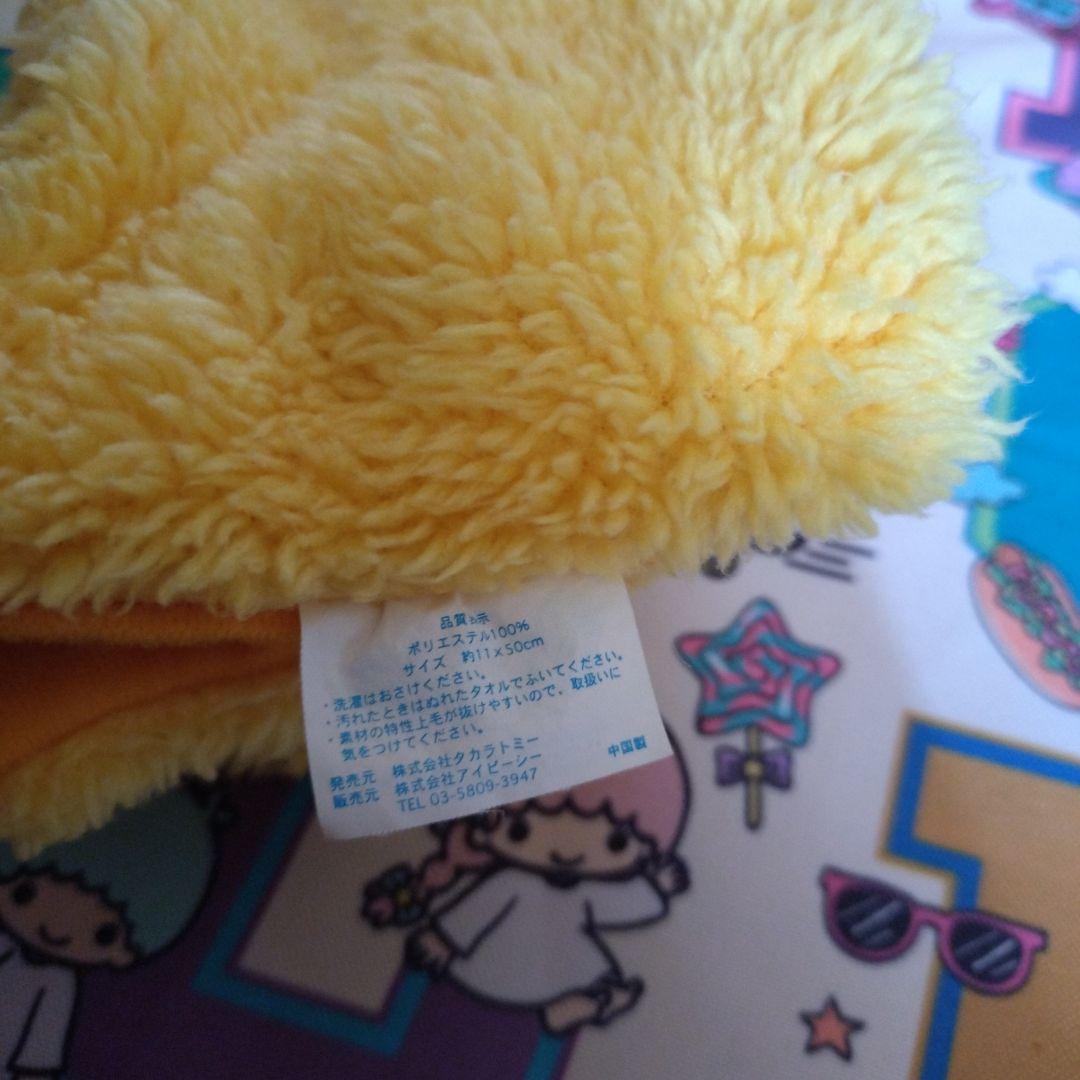 品質表示
ポリエステル100%
サイズ 約11×50cm
・洗濯はおさけください。
・汚れたときはぬれたタオルでふいてください。
・素材の特性上毛が抜けやすいので、取扱いに
気をつけてください。
発売元 株式会社タカラトミー
販売元 株式会社アイピーシー
TEL 03-5809-3947
中国製